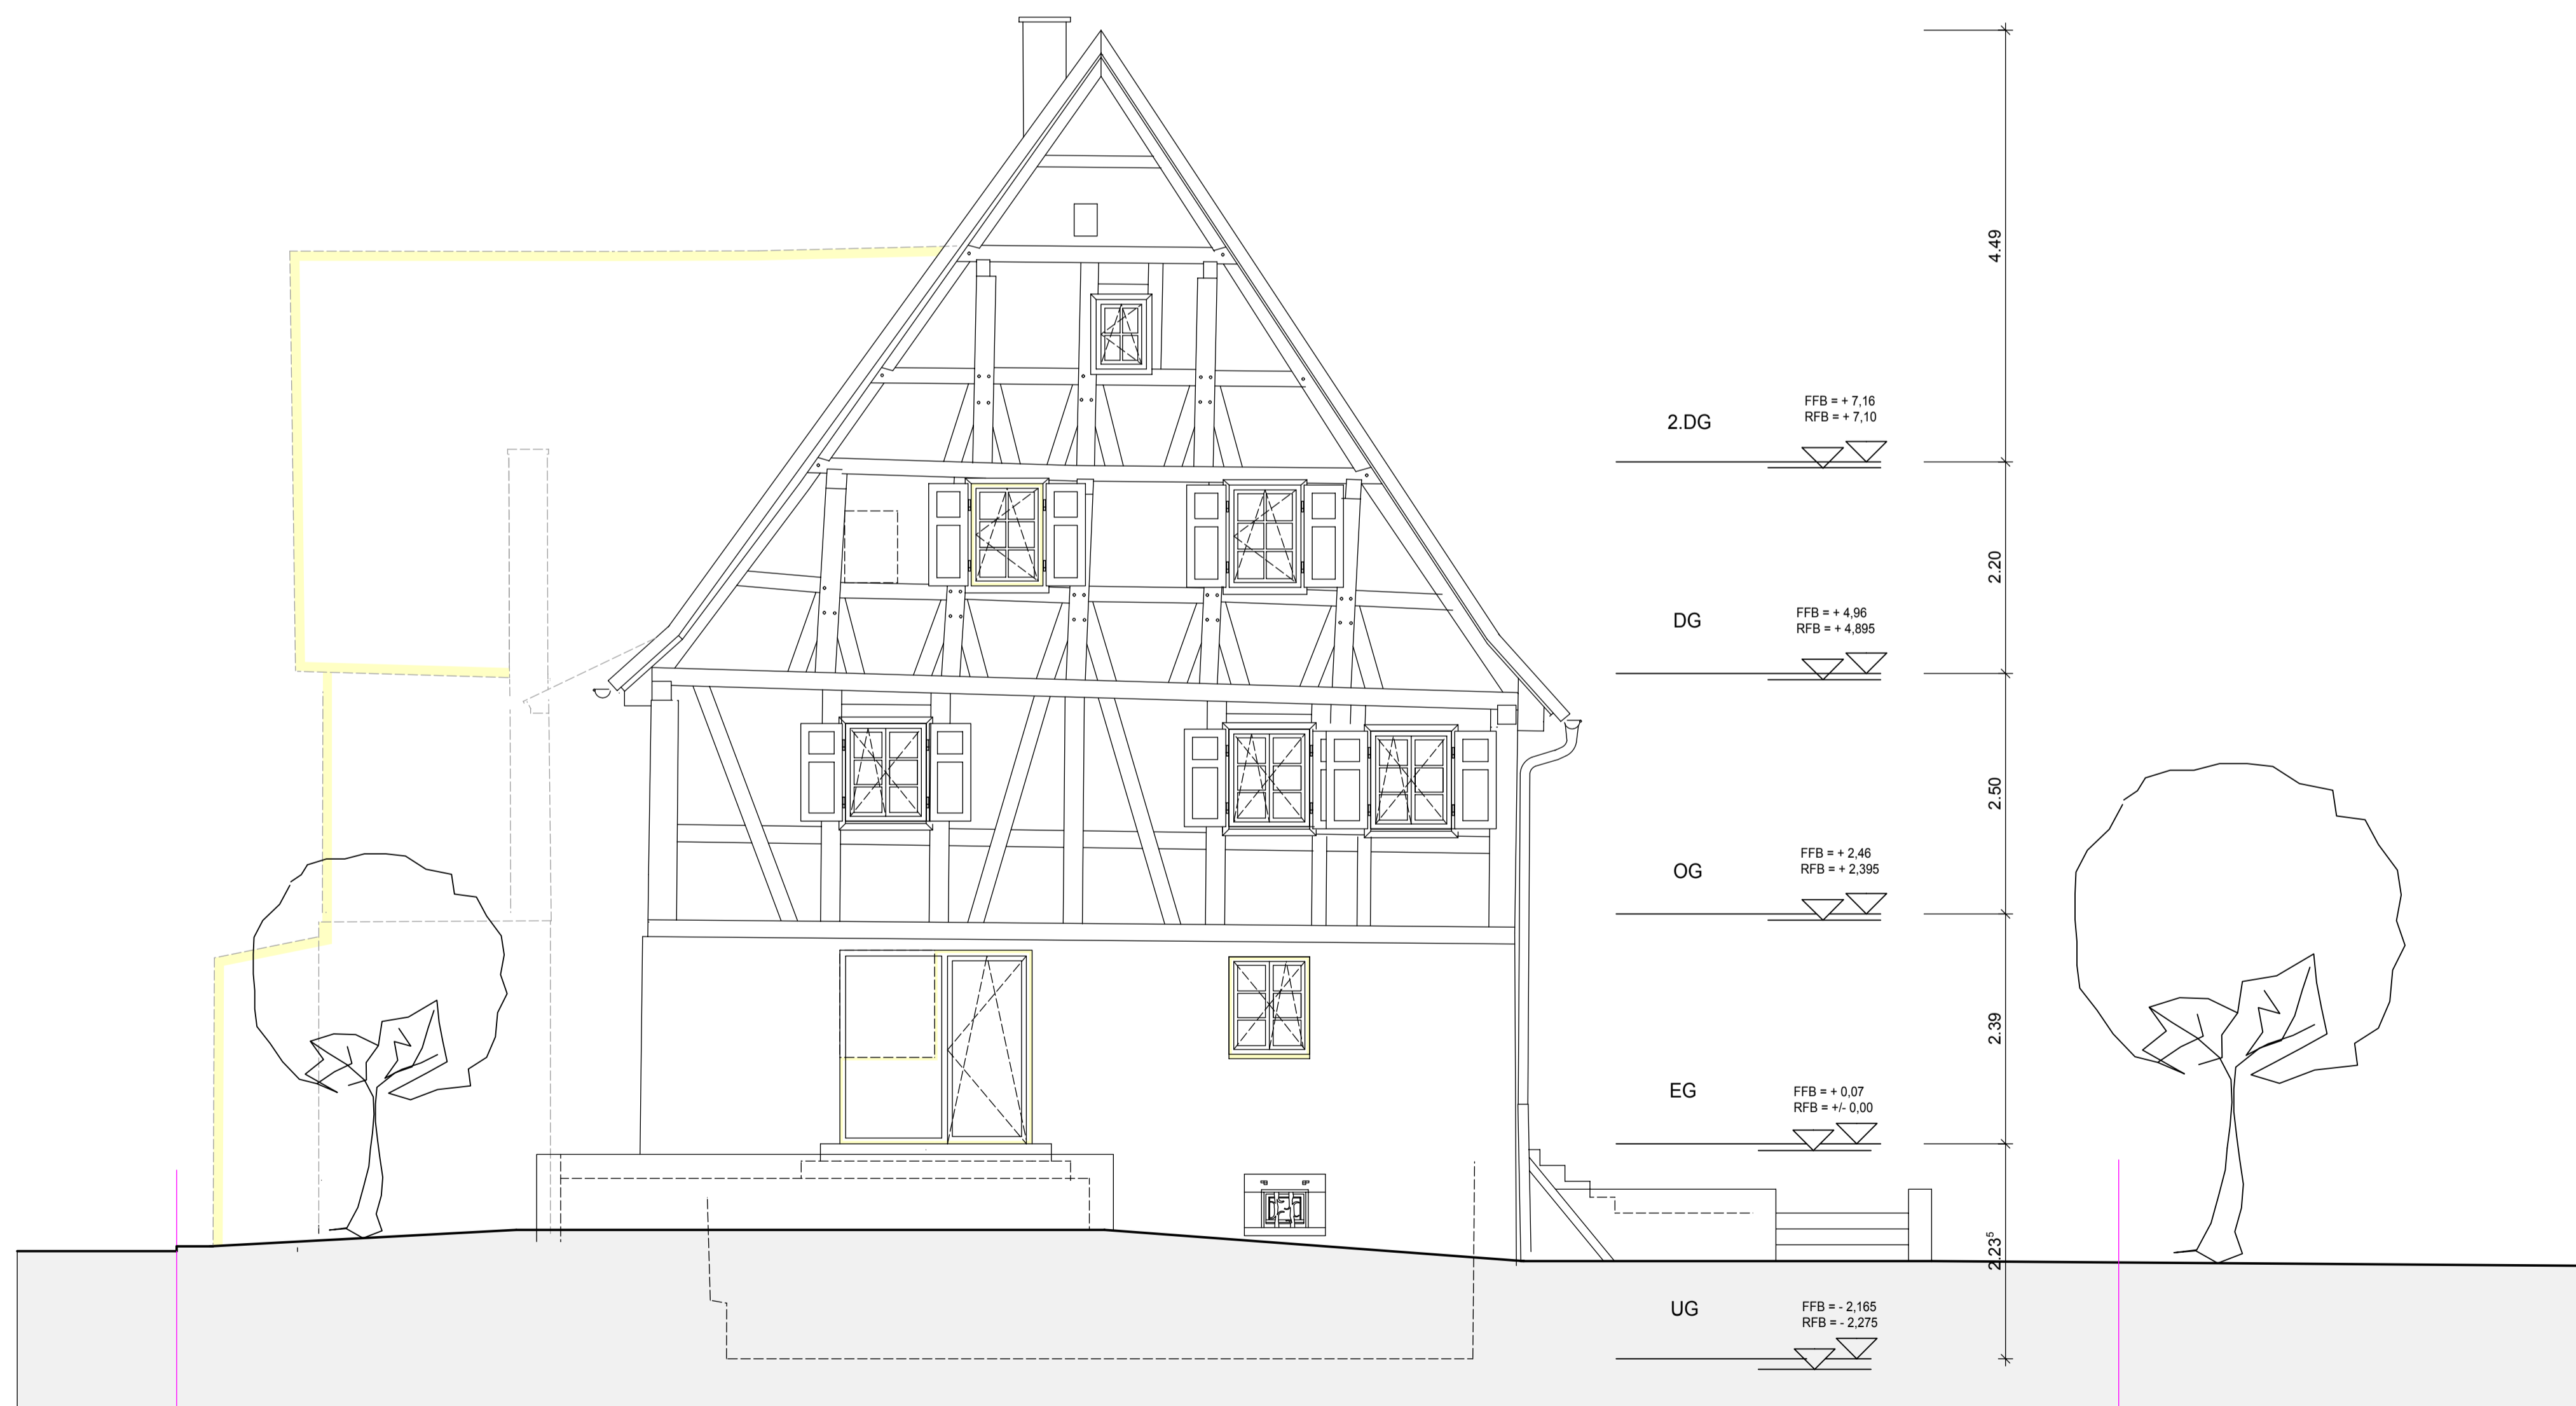 4.49
2.DG
FFB = + 7,16
RFB = + 7,10
2.20
DG
FFB = + 4,96
RFB = + 4,895
2.50
OG
FFB = + 2,46
RFB = + 2,395
2.39
EG
FFB = + 0,07
RFB = +/- 0,00
2.23⁵
UG
FFB = - 2,165
RFB = - 2,275